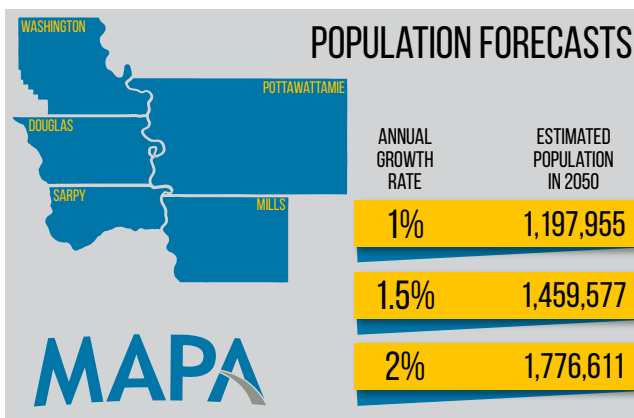 WASHINGTON
POPULATION FORECASTS
POTTAWATTAMIE
DOUGLAS
SARPY
MILLS
ANNUAL
GROWTH
RATE
ESTIMATED
POPULATION
IN 2050
1% 1,197,955
1.5% 1,459,577
2% 1,776,611
MAPA